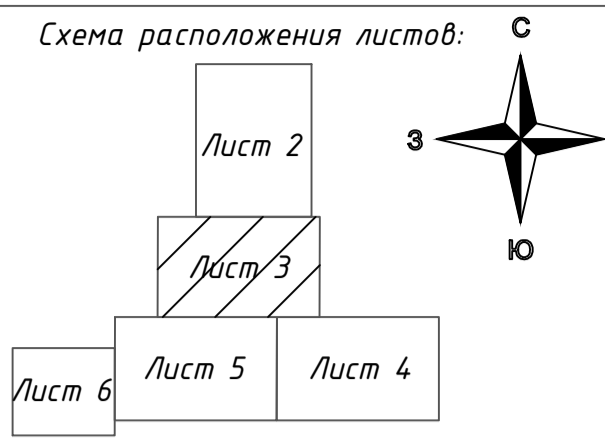 Схема расположения листов:
С
З
Ю
Лист 2
Лист 3
Лист 5
Лист 4
Лист 6